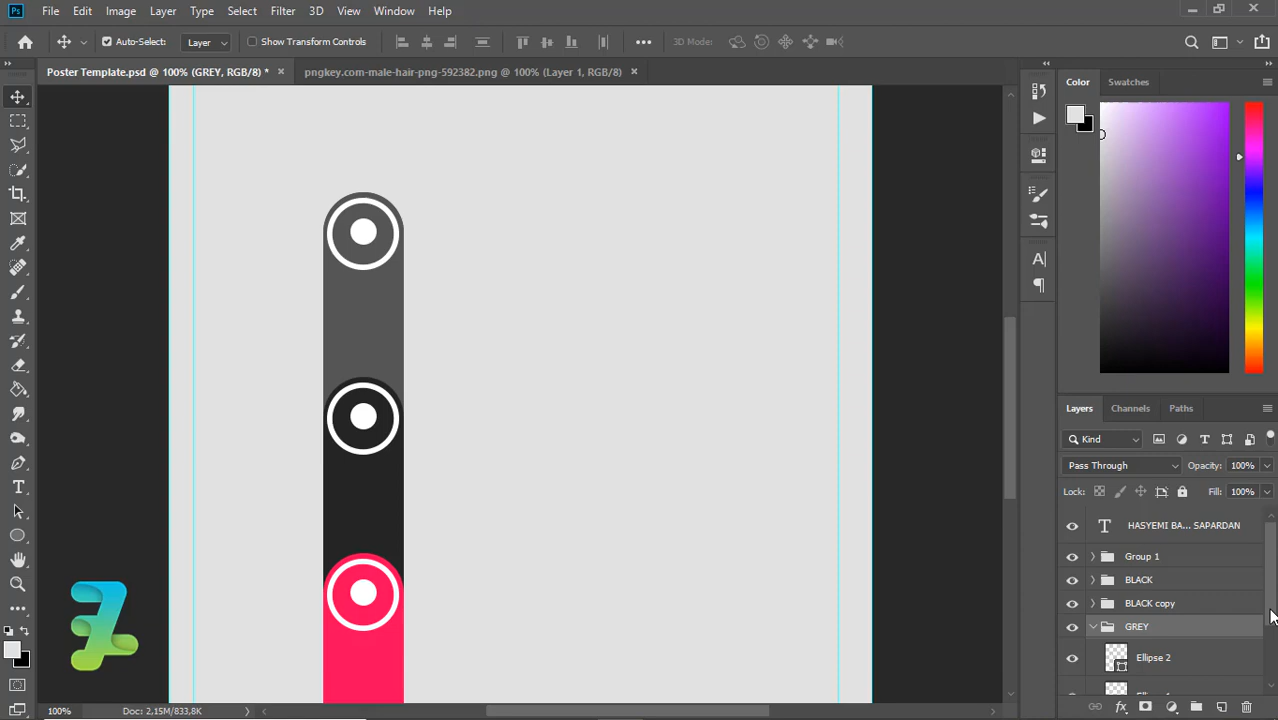 Ps File Edit Image Layer Type Select Filter 3D View Window Help
Auto-Select: Layer Show Transform Controls 3D Mode:
Poster Template.psd @ 100% (GREY, RGB/8) * × pngkey.com-male-hair-png-592382.png @ 100% (Layer 1, RGB/8) ×
Color Swatches
Layers Channels Paths
Kind
Pass Through Opacity: 100%
Lock: Fill: 100%
HASYEMI BA... SAPARDAN
Group 1
BLACK
BLACK copy
GREY
Ellipse 2
100% Doc: 2,15M/833,8K